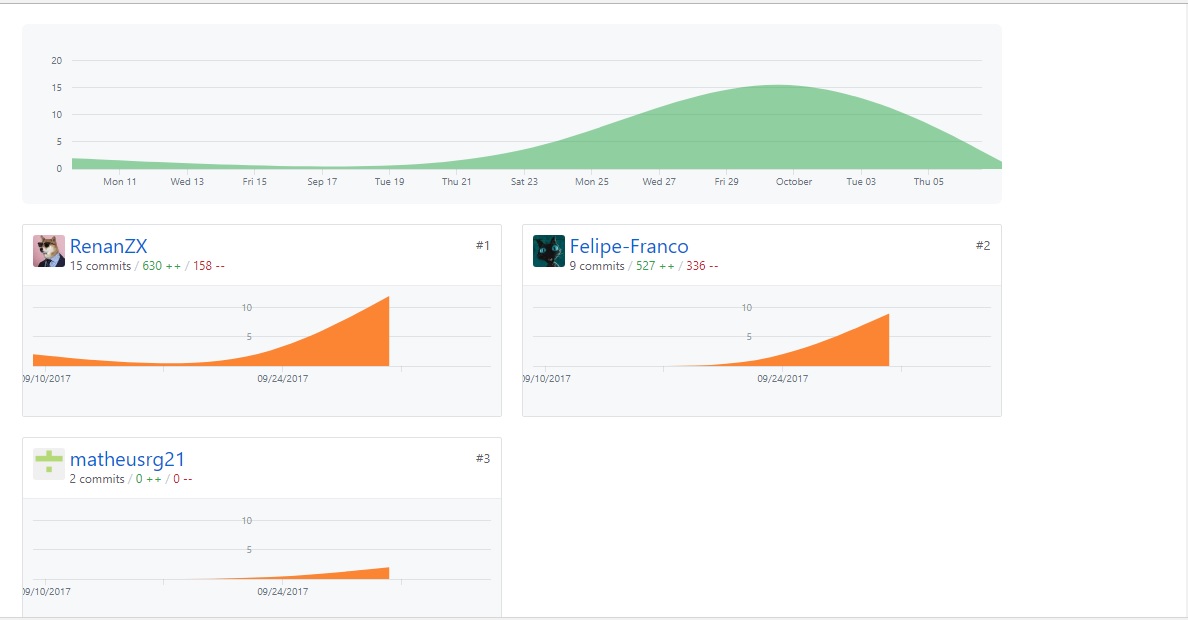 20
15
10
5
0
Mon 11 Wed 13 Fri 15 Sep 17 Tue 19 Thu 21 Sat 23 Mon 25 Wed 27 Fri 29 October Tue 03 Thu 05
RenanZX #1
15 commits / 630 ++ / 158 --
10
5
09/10/2017 09/24/2017
Felipe-Franco #2
9 commits / 527 ++ / 336 --
10
5
09/10/2017 09/24/2017
matheusrg21 #3
2 commits / 0 ++ / 0 --
10
5
09/10/2017 09/24/2017